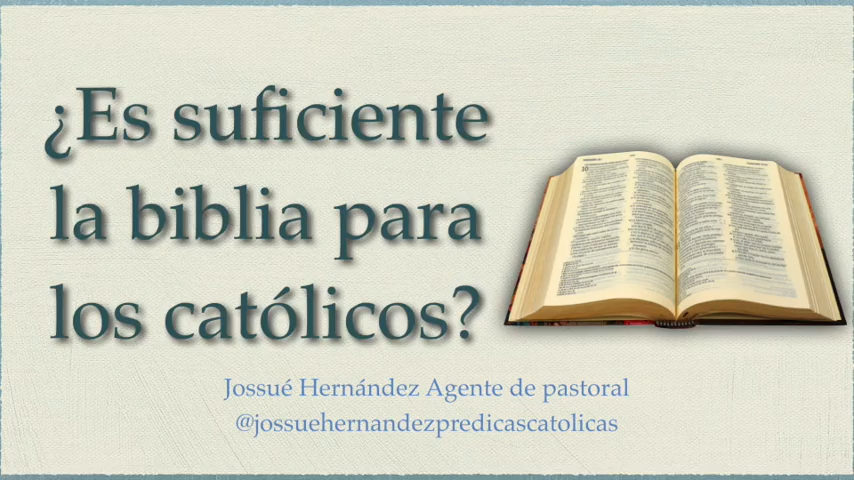 ¿Es suficiente
la biblia para
los católicos?
Jossué Hernández Agente de pastoral
@jossuehernandezpredicascatolicas